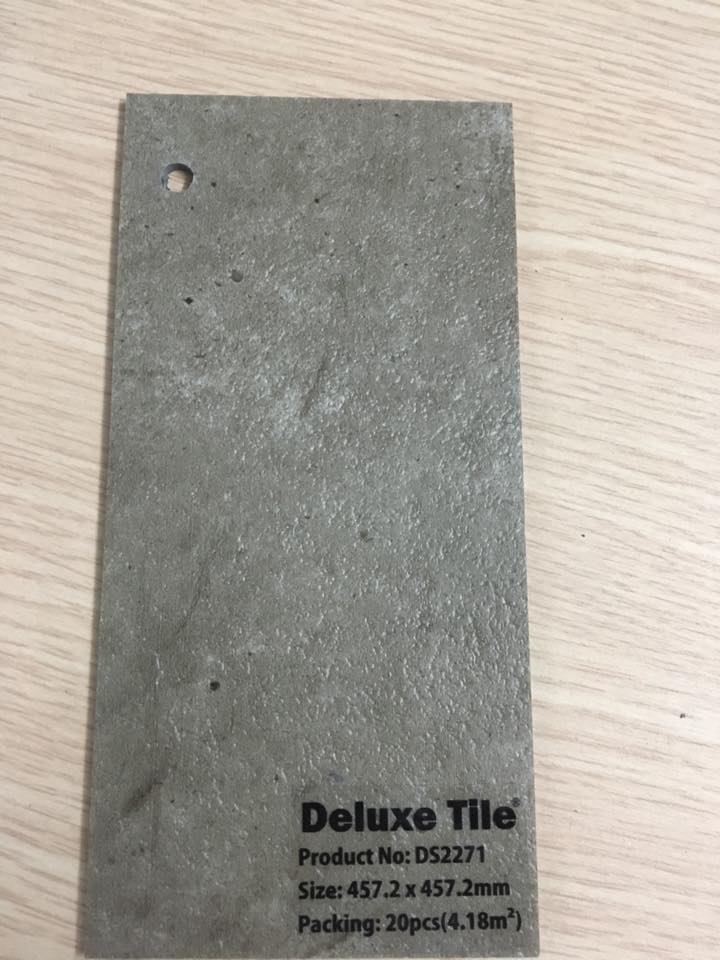 Deluxe Tile®
Product No: DS2271
Size: 457.2 x 457.2mm
Packing: 20pcs(4.18m²)